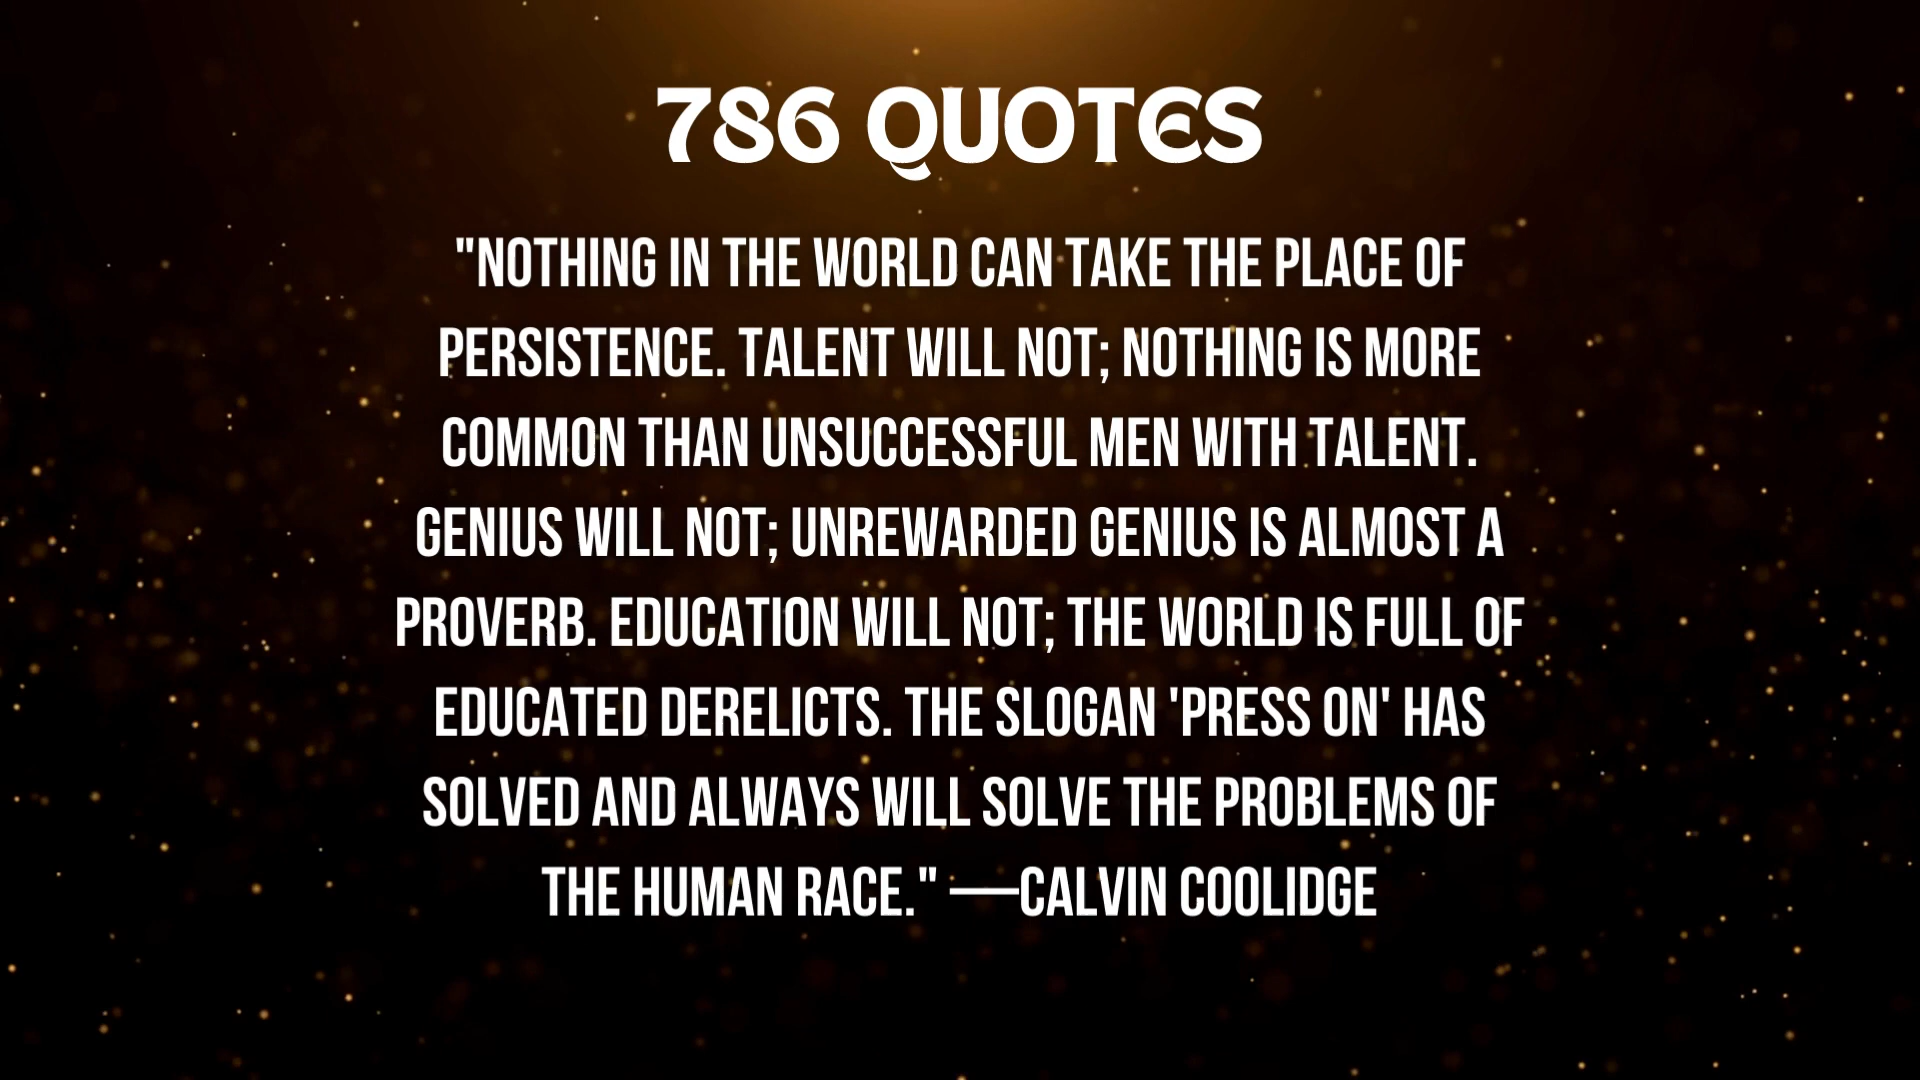 786 QUOTES
"NOTHING IN THE WORLD CAN TAKE THE PLACE OF
PERSISTENCE. TALENT WILL NOT; NOTHING IS MORE
COMMON THAN UNSUCCESSFUL MEN WITH TALENT.
GENIUS WILL NOT; UNREWARDED GENIUS IS ALMOST A
PROVERB. EDUCATION WILL NOT; THE WORLD IS FULL OF
EDUCATED DERELICTS. THE SLOGAN 'PRESS ON' HAS
SOLVED AND ALWAYS WILL SOLVE THE PROBLEMS OF
THE HUMAN RACE." —CALVIN COOLIDGE